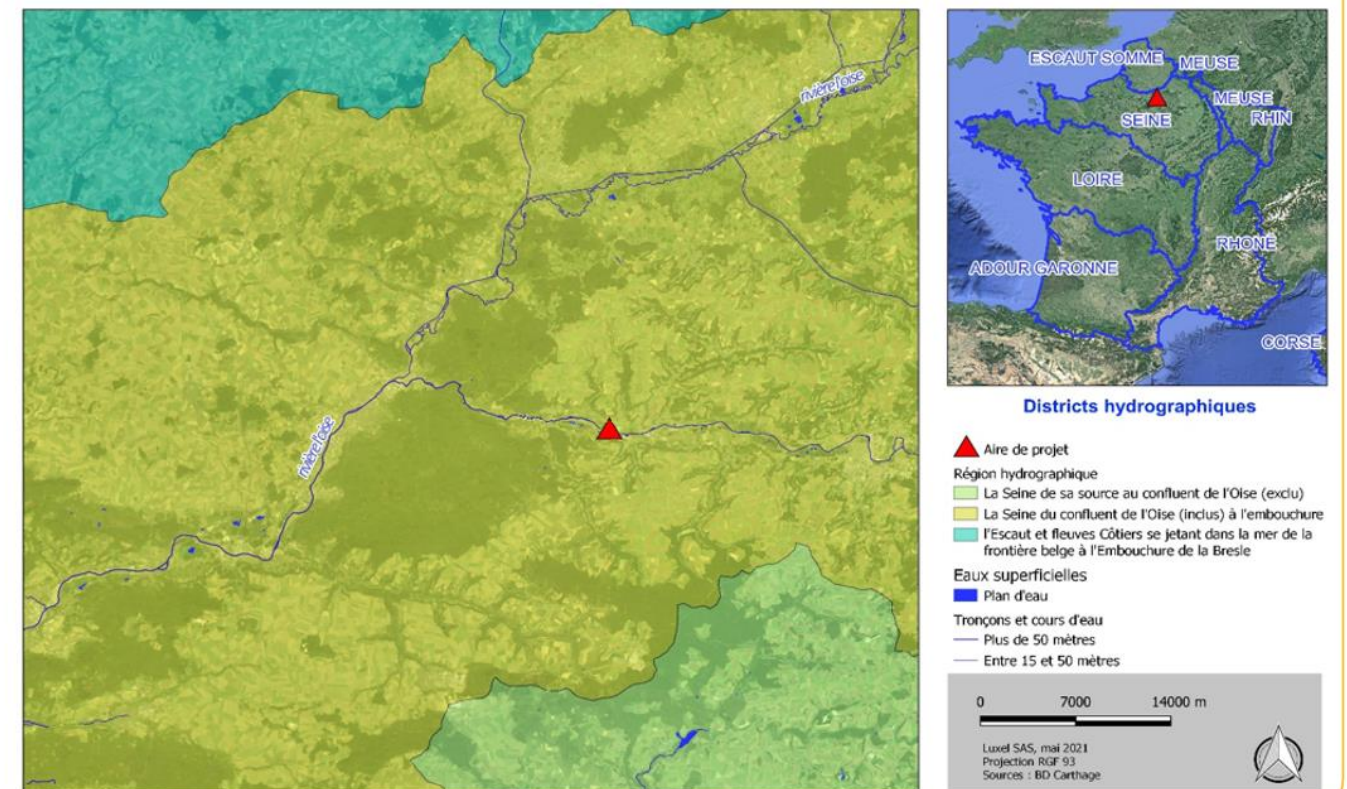 rivière l'oise
rivière l'oise
ESCAUT SOMME
MEUSE
MEUSE
RHIN
SEINE
LOIRE
RHONE
ADOUR GARONNE
CORSE
Districts hydrographiques
Aire de projet
Région hydrographique
La Seine de sa source au confluent de l'Oise (exclu)
La Seine du confluent de l'Oise (inclus) à l'embouchure
l'Escaut et fleuves Côtiers se jetant dans la mer de la
frontière belge à l'Embouchure de la Bresle
Eaux superficielles
Plan d'eau
Tronçons et cours d'eau
Plus de 50 mètres
Entre 15 et 50 mètres
0 7000 14000 m
Luxel SAS, mai 2021
Projection RGF 93
Sources : BD Carthage